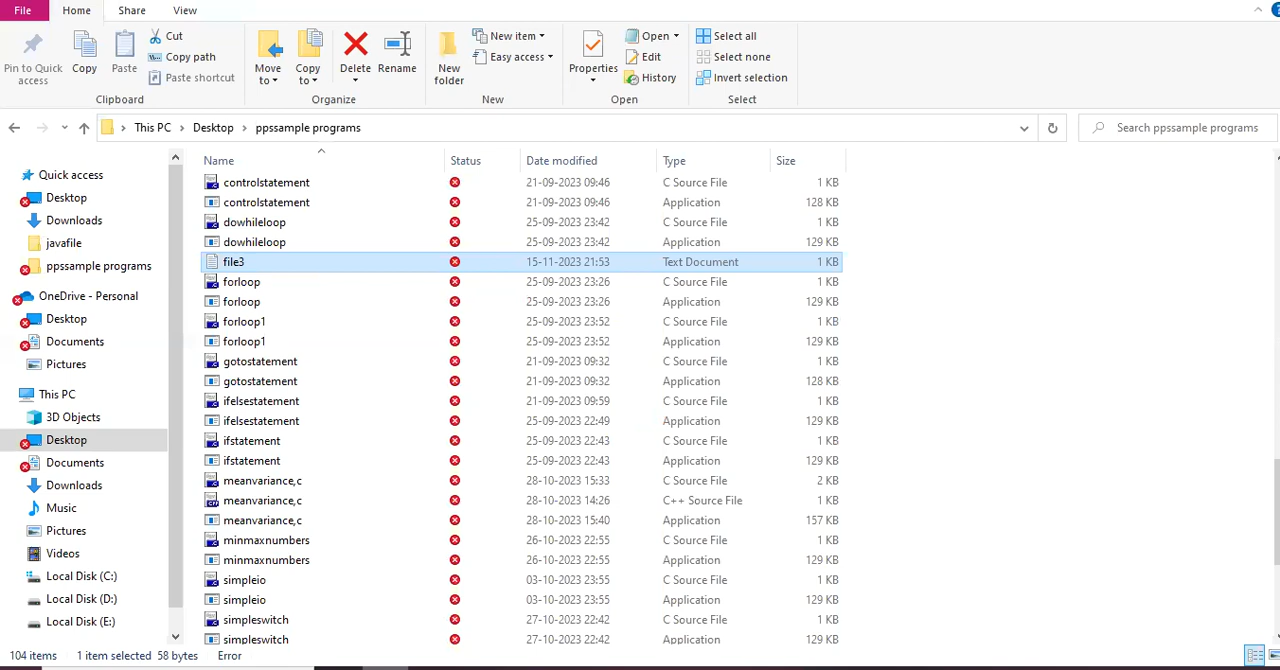 File Home Share View
Pin to Quick access Copy Paste Cut Copy path Paste shortcut Move to Copy to Delete Rename New folder New item Easy access Properties Open Edit History Select all Select none Invert selection
Clipboard Organize New Open Select
This PC Desktop ppssample programs Search ppssample programs
Quick access
Desktop
Downloads
javafile
ppssample programs
OneDrive - Personal
Desktop
Documents
Pictures
This PC
3D Objects
Desktop
Documents
Downloads
Music
Pictures
Videos
Local Disk (C:)
Local Disk (D:)
Local Disk (E:)
Name Status Date modified Type Size
controlstatement 21-09-2023 09:46 C Source File 1 KB
controlstatement 21-09-2023 09:46 Application 128 KB
dowhileloop 25-09-2023 23:42 C Source File 1 KB
dowhileloop 25-09-2023 23:42 Application 129 KB
file3 15-11-2023 21:53 Text Document 1 KB
forloop 25-09-2023 23:26 C Source File 1 KB
forloop 25-09-2023 23:26 Application 129 KB
forloop1 25-09-2023 23:52 C Source File 1 KB
forloop1 25-09-2023 23:52 Application 129 KB
gotostatement 21-09-2023 09:32 C Source File 1 KB
gotostatement 21-09-2023 09:32 Application 128 KB
ifelsestatement 21-09-2023 09:59 C Source File 1 KB
ifelsestatement 25-09-2023 22:49 Application 129 KB
ifstatement 25-09-2023 22:43 C Source File 1 KB
ifstatement 25-09-2023 22:43 Application 129 KB
meanvariance,c 28-10-2023 15:33 C Source File 2 KB
meanvariance,c 28-10-2023 14:26 C++ Source File 1 KB
meanvariance,c 28-10-2023 15:40 Application 157 KB
minmaxnumbers 26-10-2023 22:55 C Source File 1 KB
minmaxnumbers 26-10-2023 22:55 Application 129 KB
simpleio 03-10-2023 23:55 C Source File 1 KB
simpleio 03-10-2023 23:55 Application 129 KB
simpleswitch 27-10-2023 22:42 C Source File 1 KB
simpleswitch 27-10-2023 22:42 Application 129 KB
104 items 1 item selected 58 bytes Error